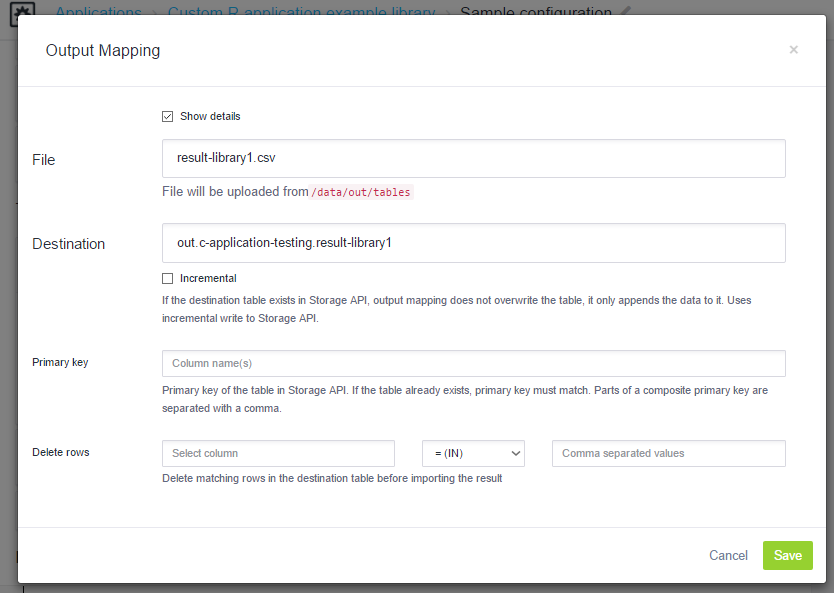 Applications > Custom R application example library > Sample configuration
Output Mapping ×
Show details
File
result-library1.csv
File will be uploaded from /data/out/tables
Destination
out.c-application-testing.result-library1
Incremental
If the destination table exists in Storage API, output mapping does not overwrite the table, it only appends the data to it. Uses
incremental write to Storage API.
Primary key
Column name(s)
Primary key of the table in Storage API. If the table already exists, primary key must match. Parts of a composite primary key are
separated with a comma.
Delete rows
Select column
= (IN)
Comma separated values
Delete matching rows in the destination table before importing the result
Cancel
Save